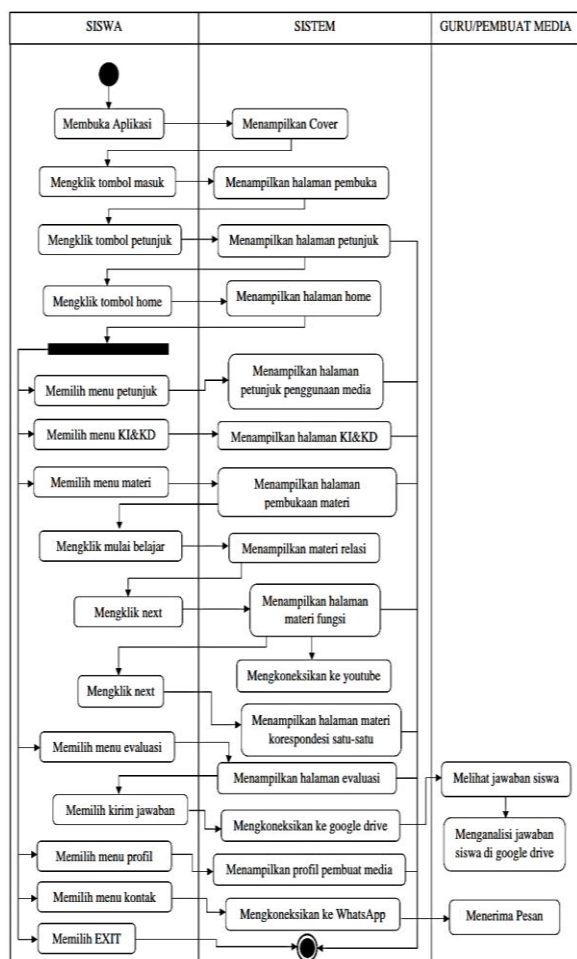 SISWA
SISTEM
GURU/PEMBUAT MEDIA
Membuka Aplikasi
Menampilkan Cover
Mengklik tombol masuk
Menampilkan halaman pembuka
Mengklik tombol petunjuk
Menampilkan halaman petunjuk
Mengklik tombol home
Menampilkan halaman home
Memilih menu petunjuk
Menampilkan halaman
petunjuk penggunaan media
Memilih menu KI&KD
Menampilkan halaman KI&KD
Memilih menu materi
Menampilkan halaman
pembukaan materi
Mengklik mulai belajar
Menampilkan materi relasi
Mengklik next
Menampilkan halaman
materi fungsi
Mengkoneksikan ke youtube
Mengklik next
Menampilkan halaman materi
korespodesi satu-satu
Memilih menu evaluasi
Menampilkan halaman evaluasi
Melihat jawaban siswa
Memilih kirim jawaban
Mengkoneksikan ke google drive
Menganalisi jawaban
siswa di google drive
Memilih menu profil
Menampilkan profil pembuat media
Memilih menu kontak
Mengkoneksikan ke WhatsApp
Menerima Pesan
Memilih EXIT